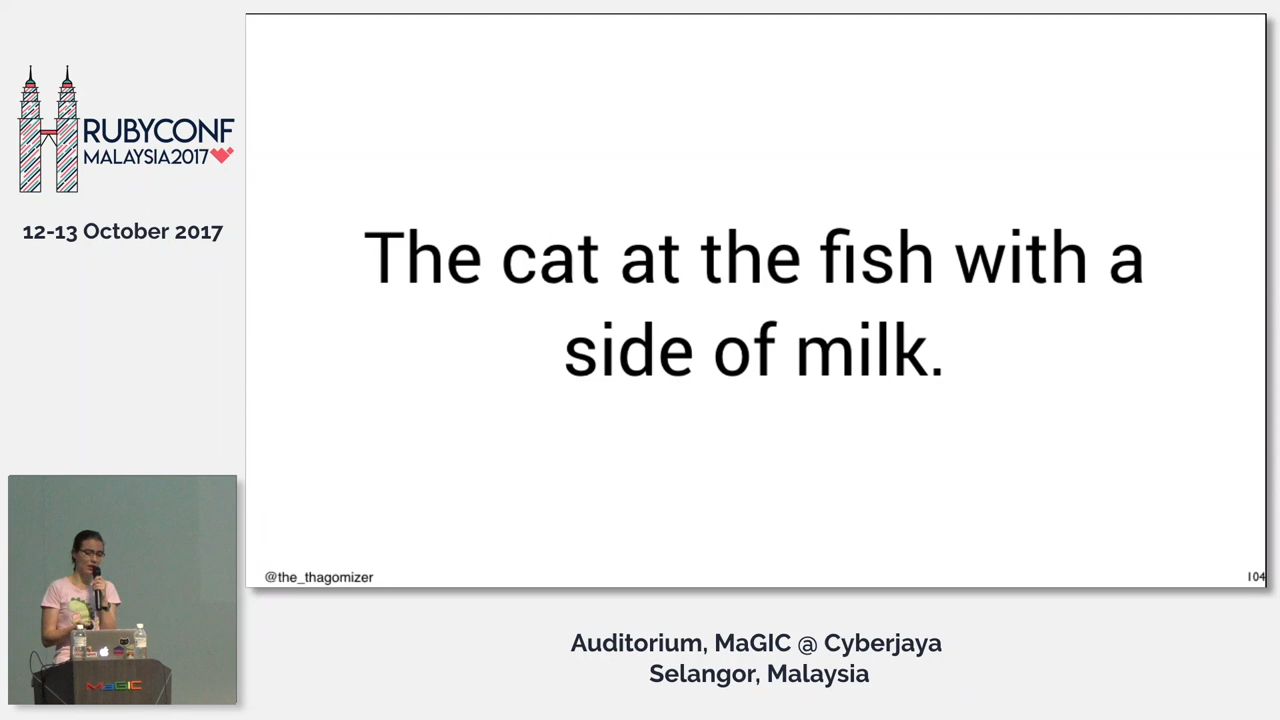 RUBYCONF
MALAYSIA2017
12-13 October 2017
The cat at the fish with a
side of milk.
@the_thagomizer
104
MaGIC
Auditorium, MaGIC @ Cyberjaya
Selangor, Malaysia